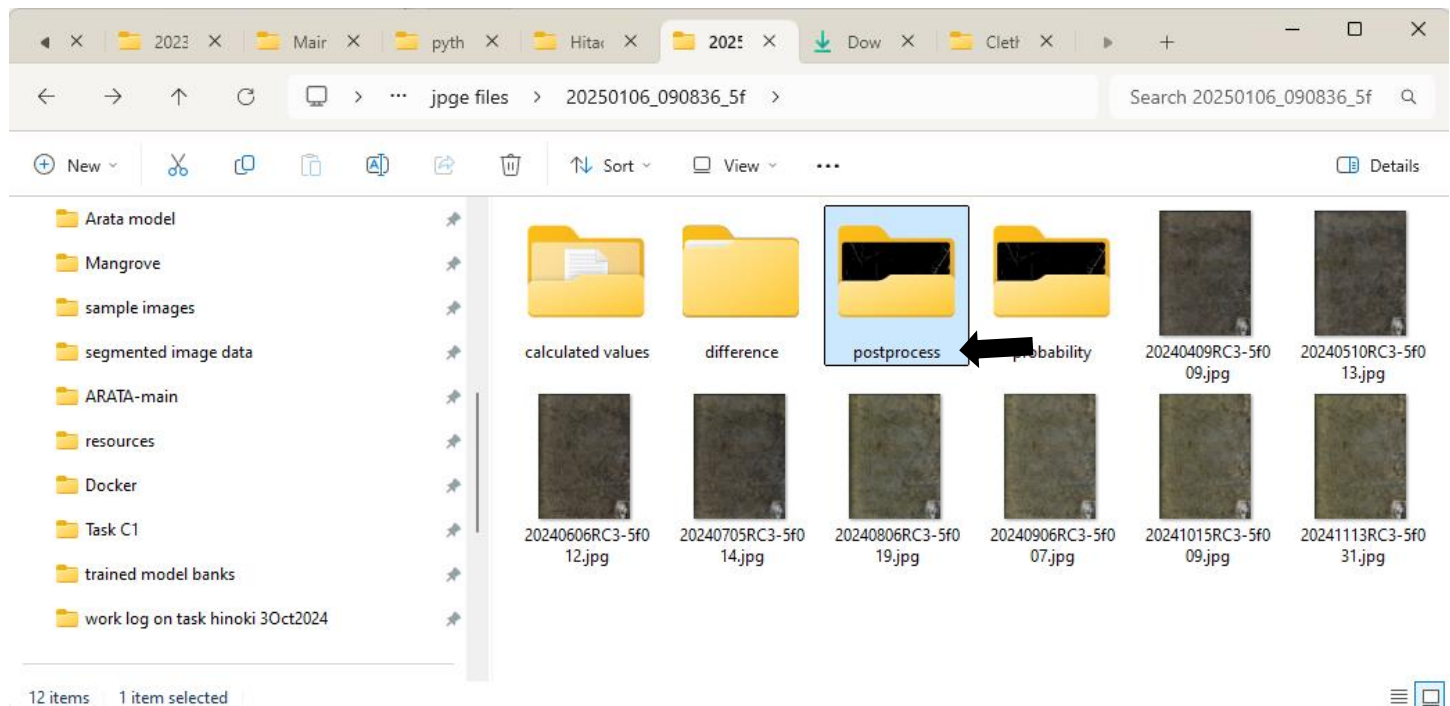 2023
Mair
pyth
Hitac
2025
Dow
Cleth
jpge files > 20250106_090836_5f >
Search 20250106_090836_5f
New
Sort
View
Details
Arata model
Mangrove
sample images
segmented image data
ARATA-main
resources
Docker
Task C1
trained model banks
work log on task hinoki 3Oct2024
calculated values
difference
postprocess
probability
20240409RC3-5f0
09.jpg
20240510RC3-5f0
13.jpg
20240606RC3-5f0
12.jpg
20240705RC3-5f0
14.jpg
20240806RC3-5f0
19.jpg
20240906RC3-5f0
07.jpg
20241015RC3-5f0
09.jpg
20241113RC3-5f0
31.jpg
12 items
1 item selected